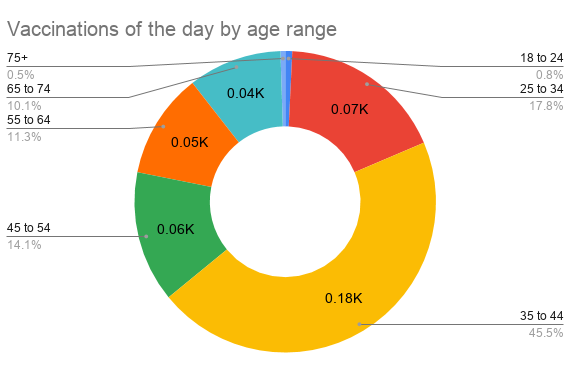 Vaccinations of the day by age range
75+
0.5%
65 to 74
10.1%
55 to 64
11.3%
45 to 54
14.1%
18 to 24
0.8%
25 to 34
17.8%
35 to 44
45.5%
0.04K
0.07K
0.05K
0.06K
0.18K